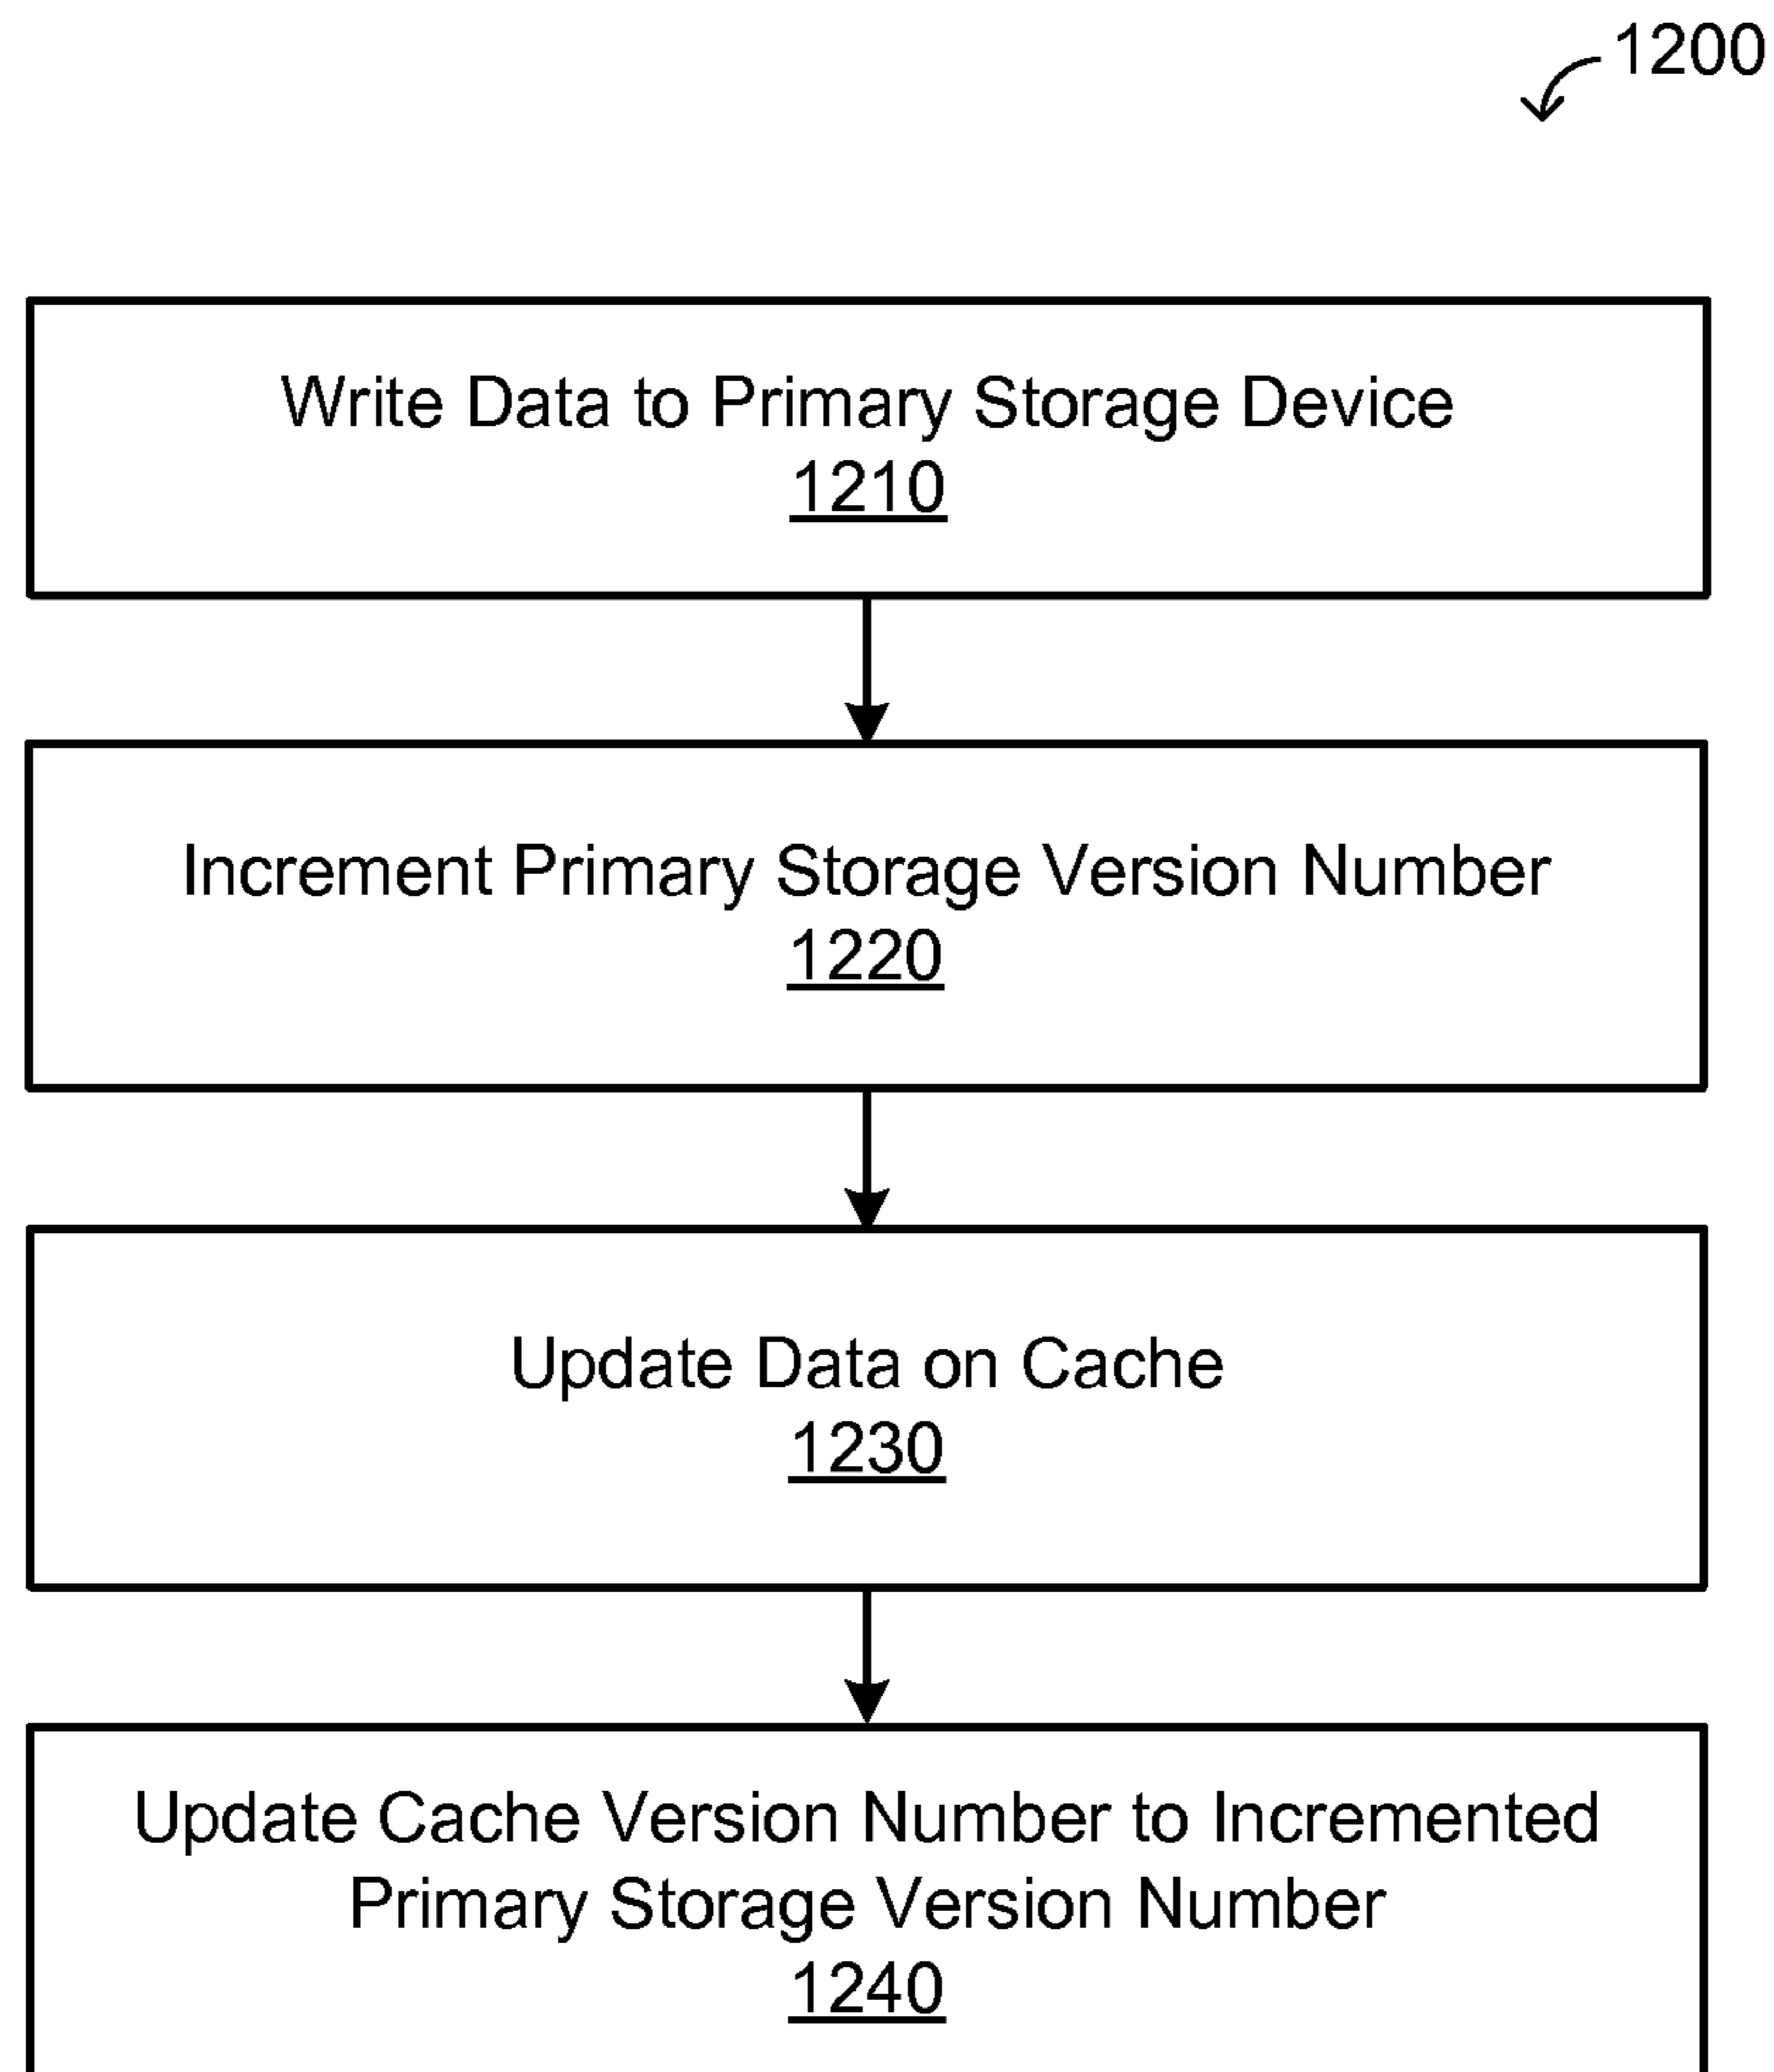 1200
Write Data to Primary Storage Device
1210
Increment Primary Storage Version Number
1220
Update Data on Cache
1230
Update Cache Version Number to Incremented
Primary Storage Version Number
1240